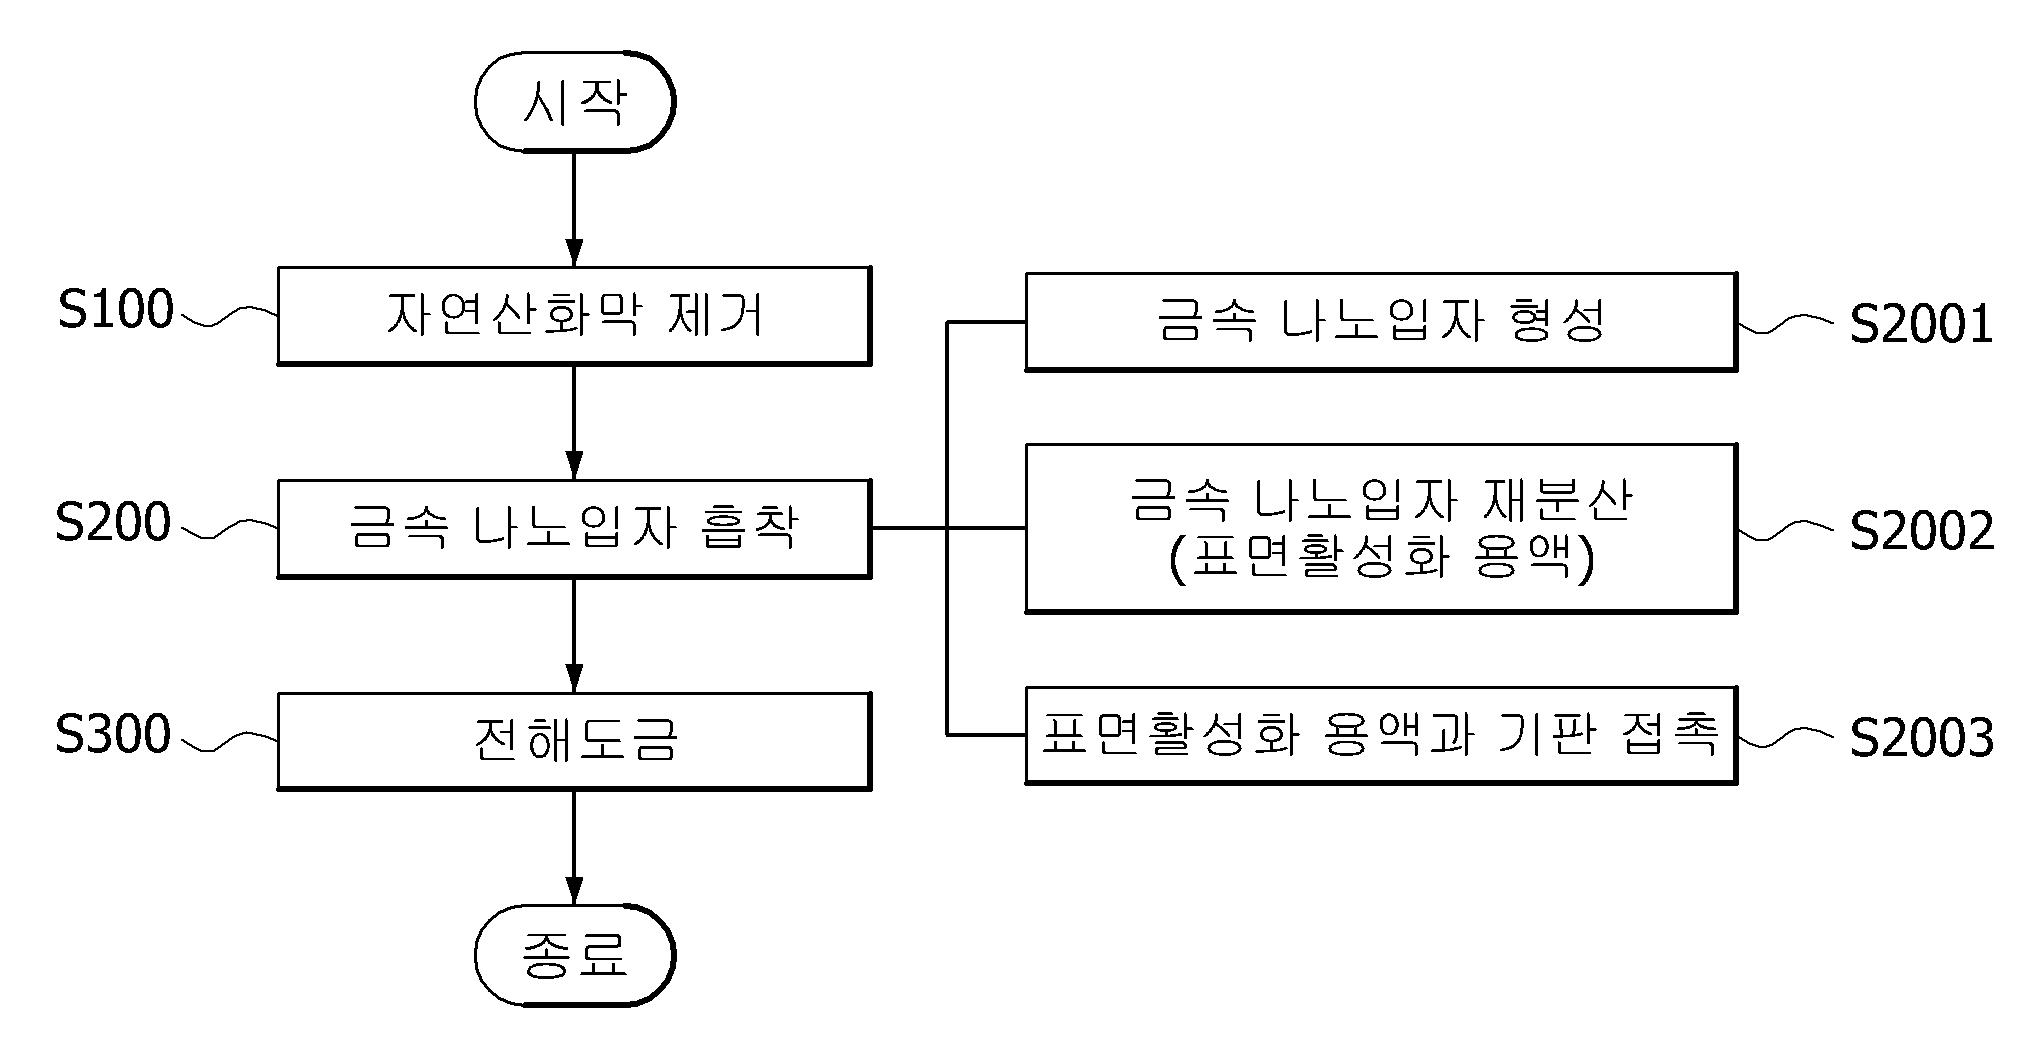 시작
S100
자연산화막 제거
S200
금속 나노입자 흡착
S300
전해도금
종료
금속 나노입자 형성
S2001
금속 나노입자 재분산
(표면활성화 용액)
S2002
표면활성화 용액과 기판 접촉
S2003